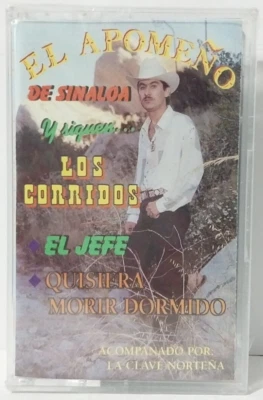 EL APOMEÑO
DE SINALOA
Y siguen
LOS
CORRIDOS
EL JEFE
QUISIERA
MORIR DORMIDO
ACOMPAÑADO POR
LA CLAVE NORTEÑA